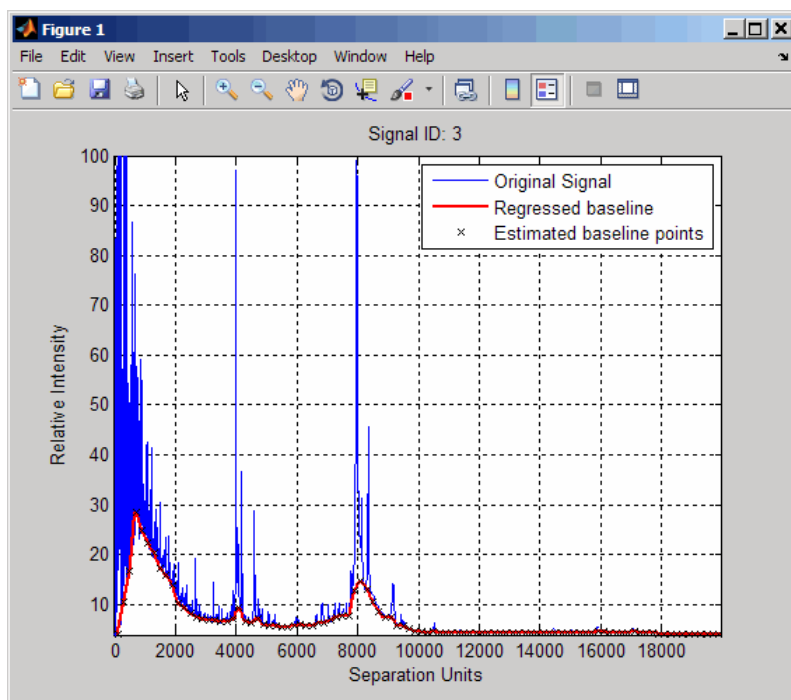 Figure 1
File Edit View Insert Tools Desktop Window Help
Signal ID: 3
100
90
80
70
60
50
40
30
20
10
Relative Intensity
Original Signal
Regressed baseline
Estimated baseline points
0 2000 4000 6000 8000 10000 12000 14000 16000 18000
Separation Units